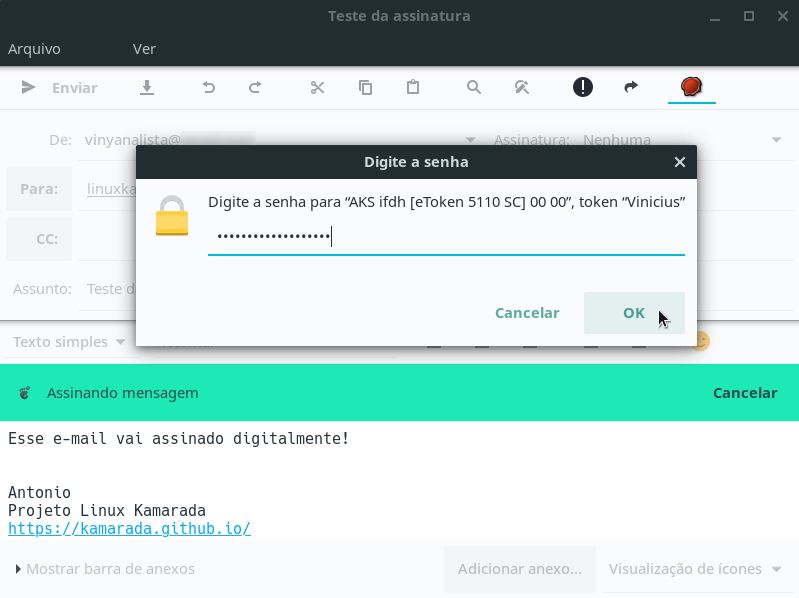 Teste da assinatura
Arquivo Ver
Enviar
De: vinyanalista@ Assinatura: Nenhuma
Digite a senha
Para: linuxka
Digite a senha para “AKS ifdh [eToken 5110 SC] 00 00”, token “Vinicius”
•••••••••••••••••••
CC:
Assunto: Teste d
Cancelar OK
Texto simples
Assinando mensagem Cancelar
Esse e-mail vai assinado digitalmente!
Antonio
Projeto Linux Kamarada
https://kamarada.github.io/
Mostrar barra de anexos Adicionar anexo... Visualização de ícones